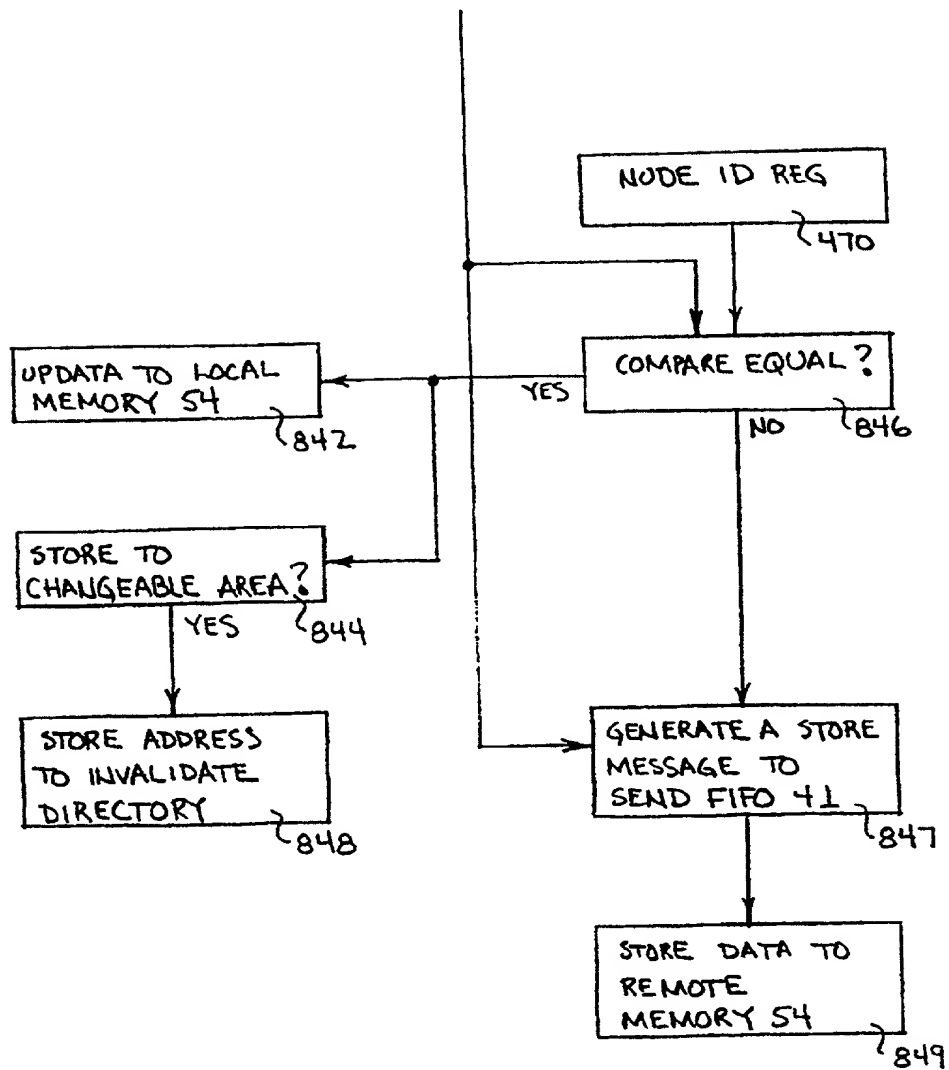 NODE ID REG
470
COMPARE EQUAL?
846
YES
NO
UPDATA TO LOCAL
MEMORY 54
842
STORE TO
CHANGEABLE AREA?
844
YES
STORE ADDRESS
TO INVALIDATE
DIRECTORY
848
GENERATE A STORE
MESSAGE TO
SEND FIFO 41
847
STORE DATA TO
REMOTE
MEMORY 54
849